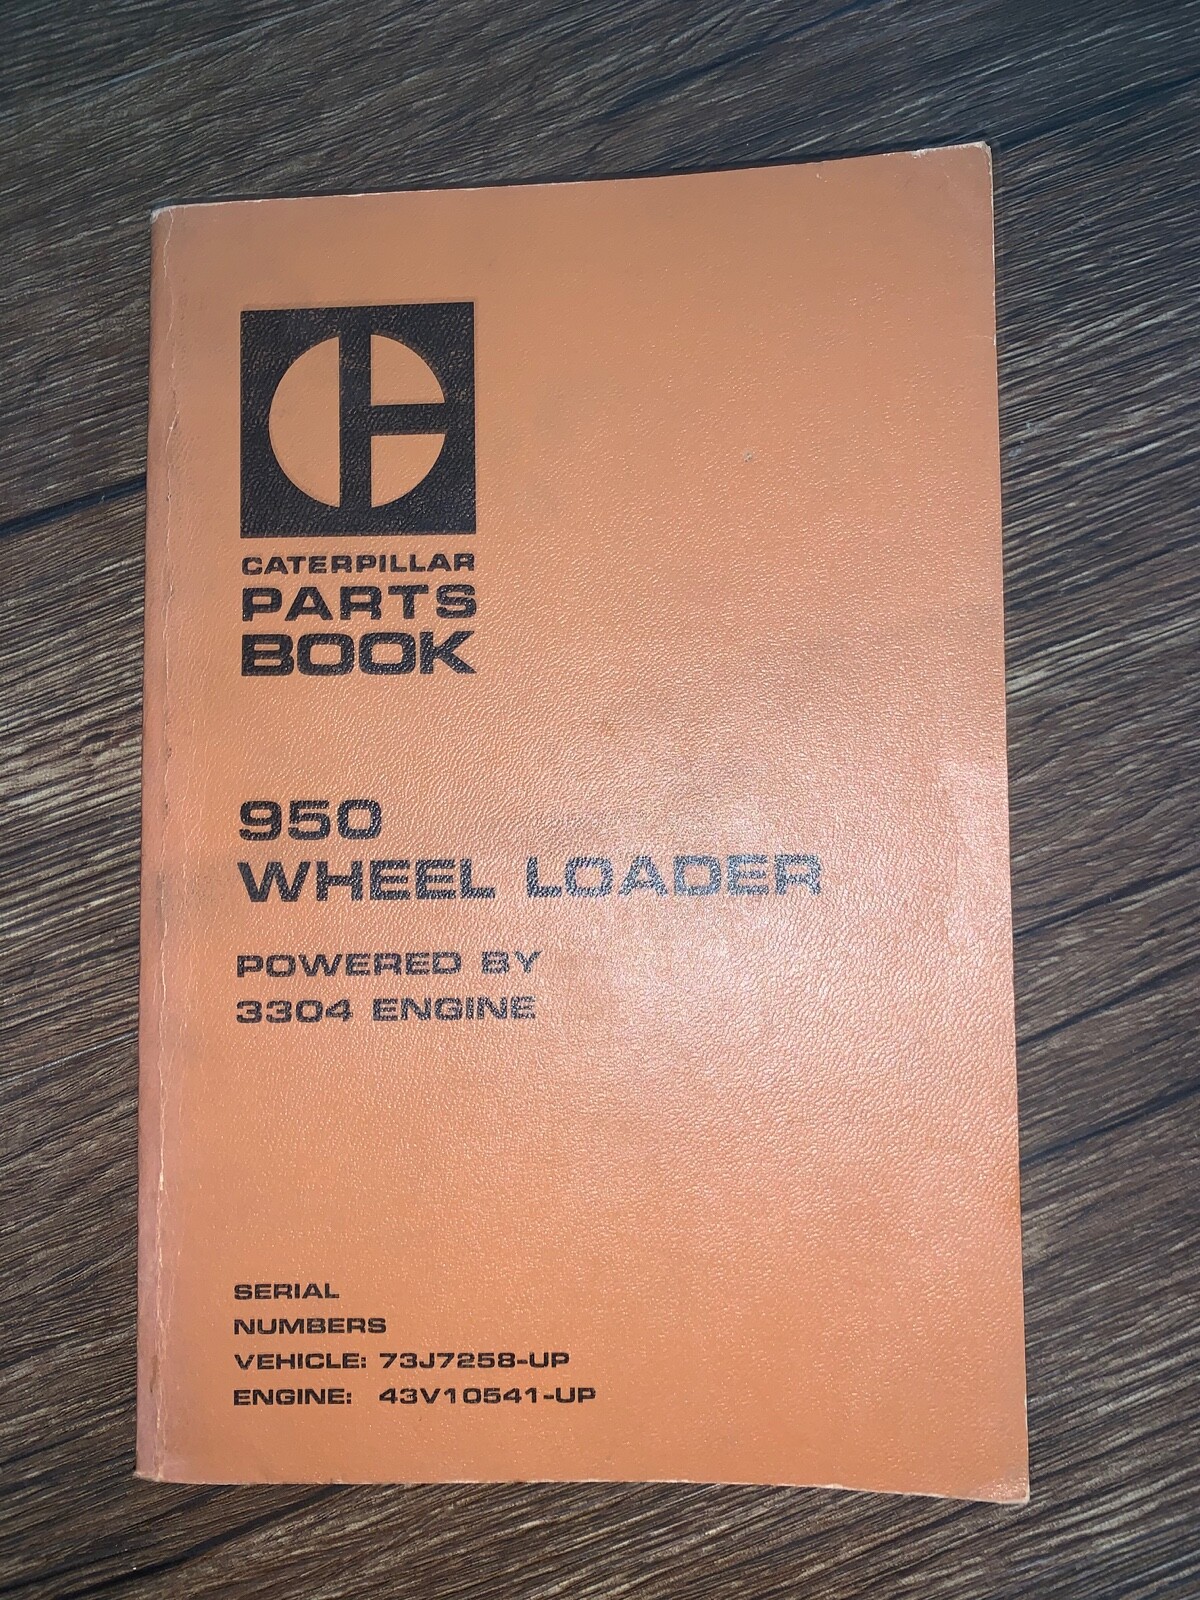 CATERPILLAR
PARTS
BOOK
950
WHEEL LOADER
POWERED BY
3304 ENGINE
SERIAL
NUMBERS
VEHICLE: 73J7258-UP
ENGINE: 43V10541-UP